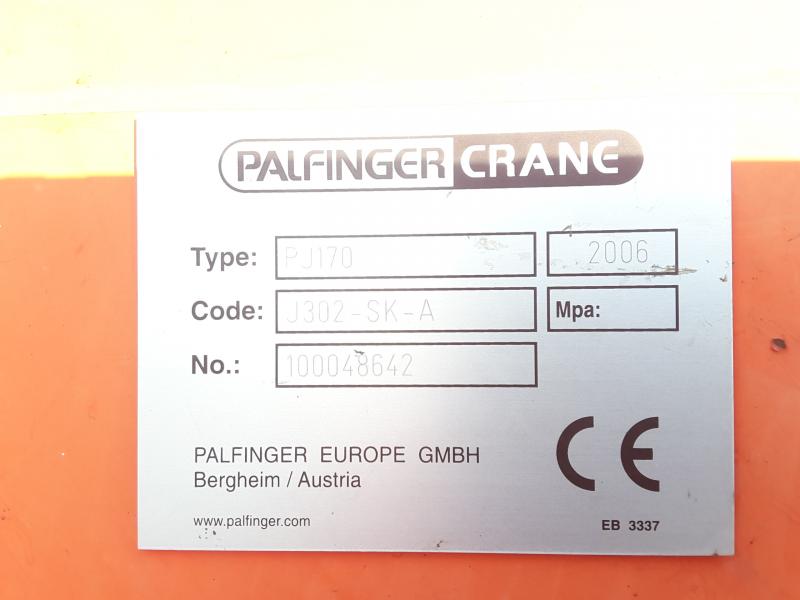 PALFINGER CRANE
Type: PJ170 2006
Code: J302-SK-A Mpa:
No.: 100048642
PALFINGER EUROPE GMBH
Bergheim / Austria
CE
www.palfinger.com
EB 3337